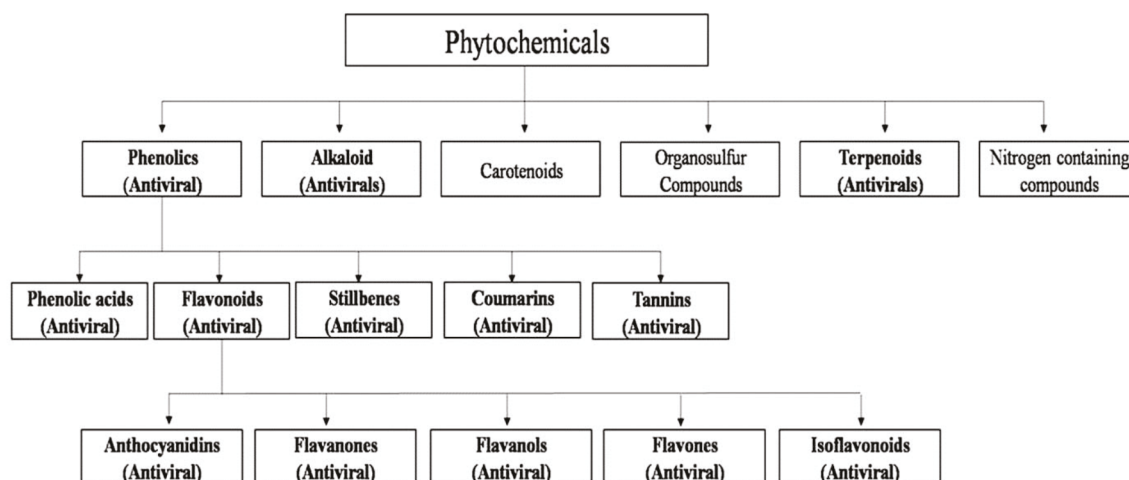 Phytochemicals
Phenolics
(Antiviral)
Alkaloid
(Antivirals)
Carotenoids
Organosulfur
Compounds
Terpenoids
(Antivirals)
Nitrogen containing
compounds
Phenolic acids
(Antiviral)
Flavonoids
(Antiviral)
Stillbenes
(Antiviral)
Coumarins
(Antiviral)
Tannins
(Antiviral)
Anthocyanidins
(Antiviral)
Flavanones
(Antiviral)
Flavanols
(Antiviral)
Flavones
(Antiviral)
Isoflavonoids
(Antiviral)